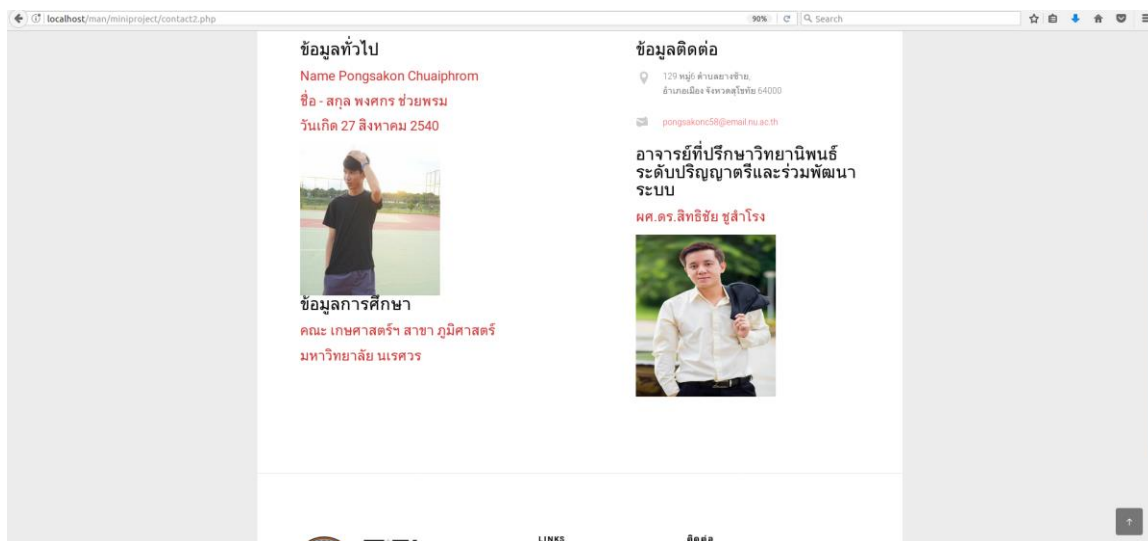 localhost/man/miniproject/contact2.php
90%
Search
ข้อมูลทั่วไป
Name Pongsakon Chuaiphrom
ชื่อ - สกุล พงศกร ช่วยพรม
วันเกิด 27 สิงหาคม 2540
ข้อมูลการศึกษา
คณะ เกษศาสตร์ฯ สาขา ภูมิศาสตร์
มหาวิทยาลัย นเรศวร
ข้อมูลติดต่อ
129 หมู่6 ตำบลยางซ้าย,
อำเภอเมือง จังหวัดสุโขทัย 64000
pongsakonc58@email.nu.ac.th
อาจารย์ที่ปรึกษาวิทยานิพนธ์
ระดับปริญญาตรีและร่วมพัฒนา
ระบบ
ผศ.ดร.สิทธิชัย ชูสำโรง
LINKS
ติดต่อ